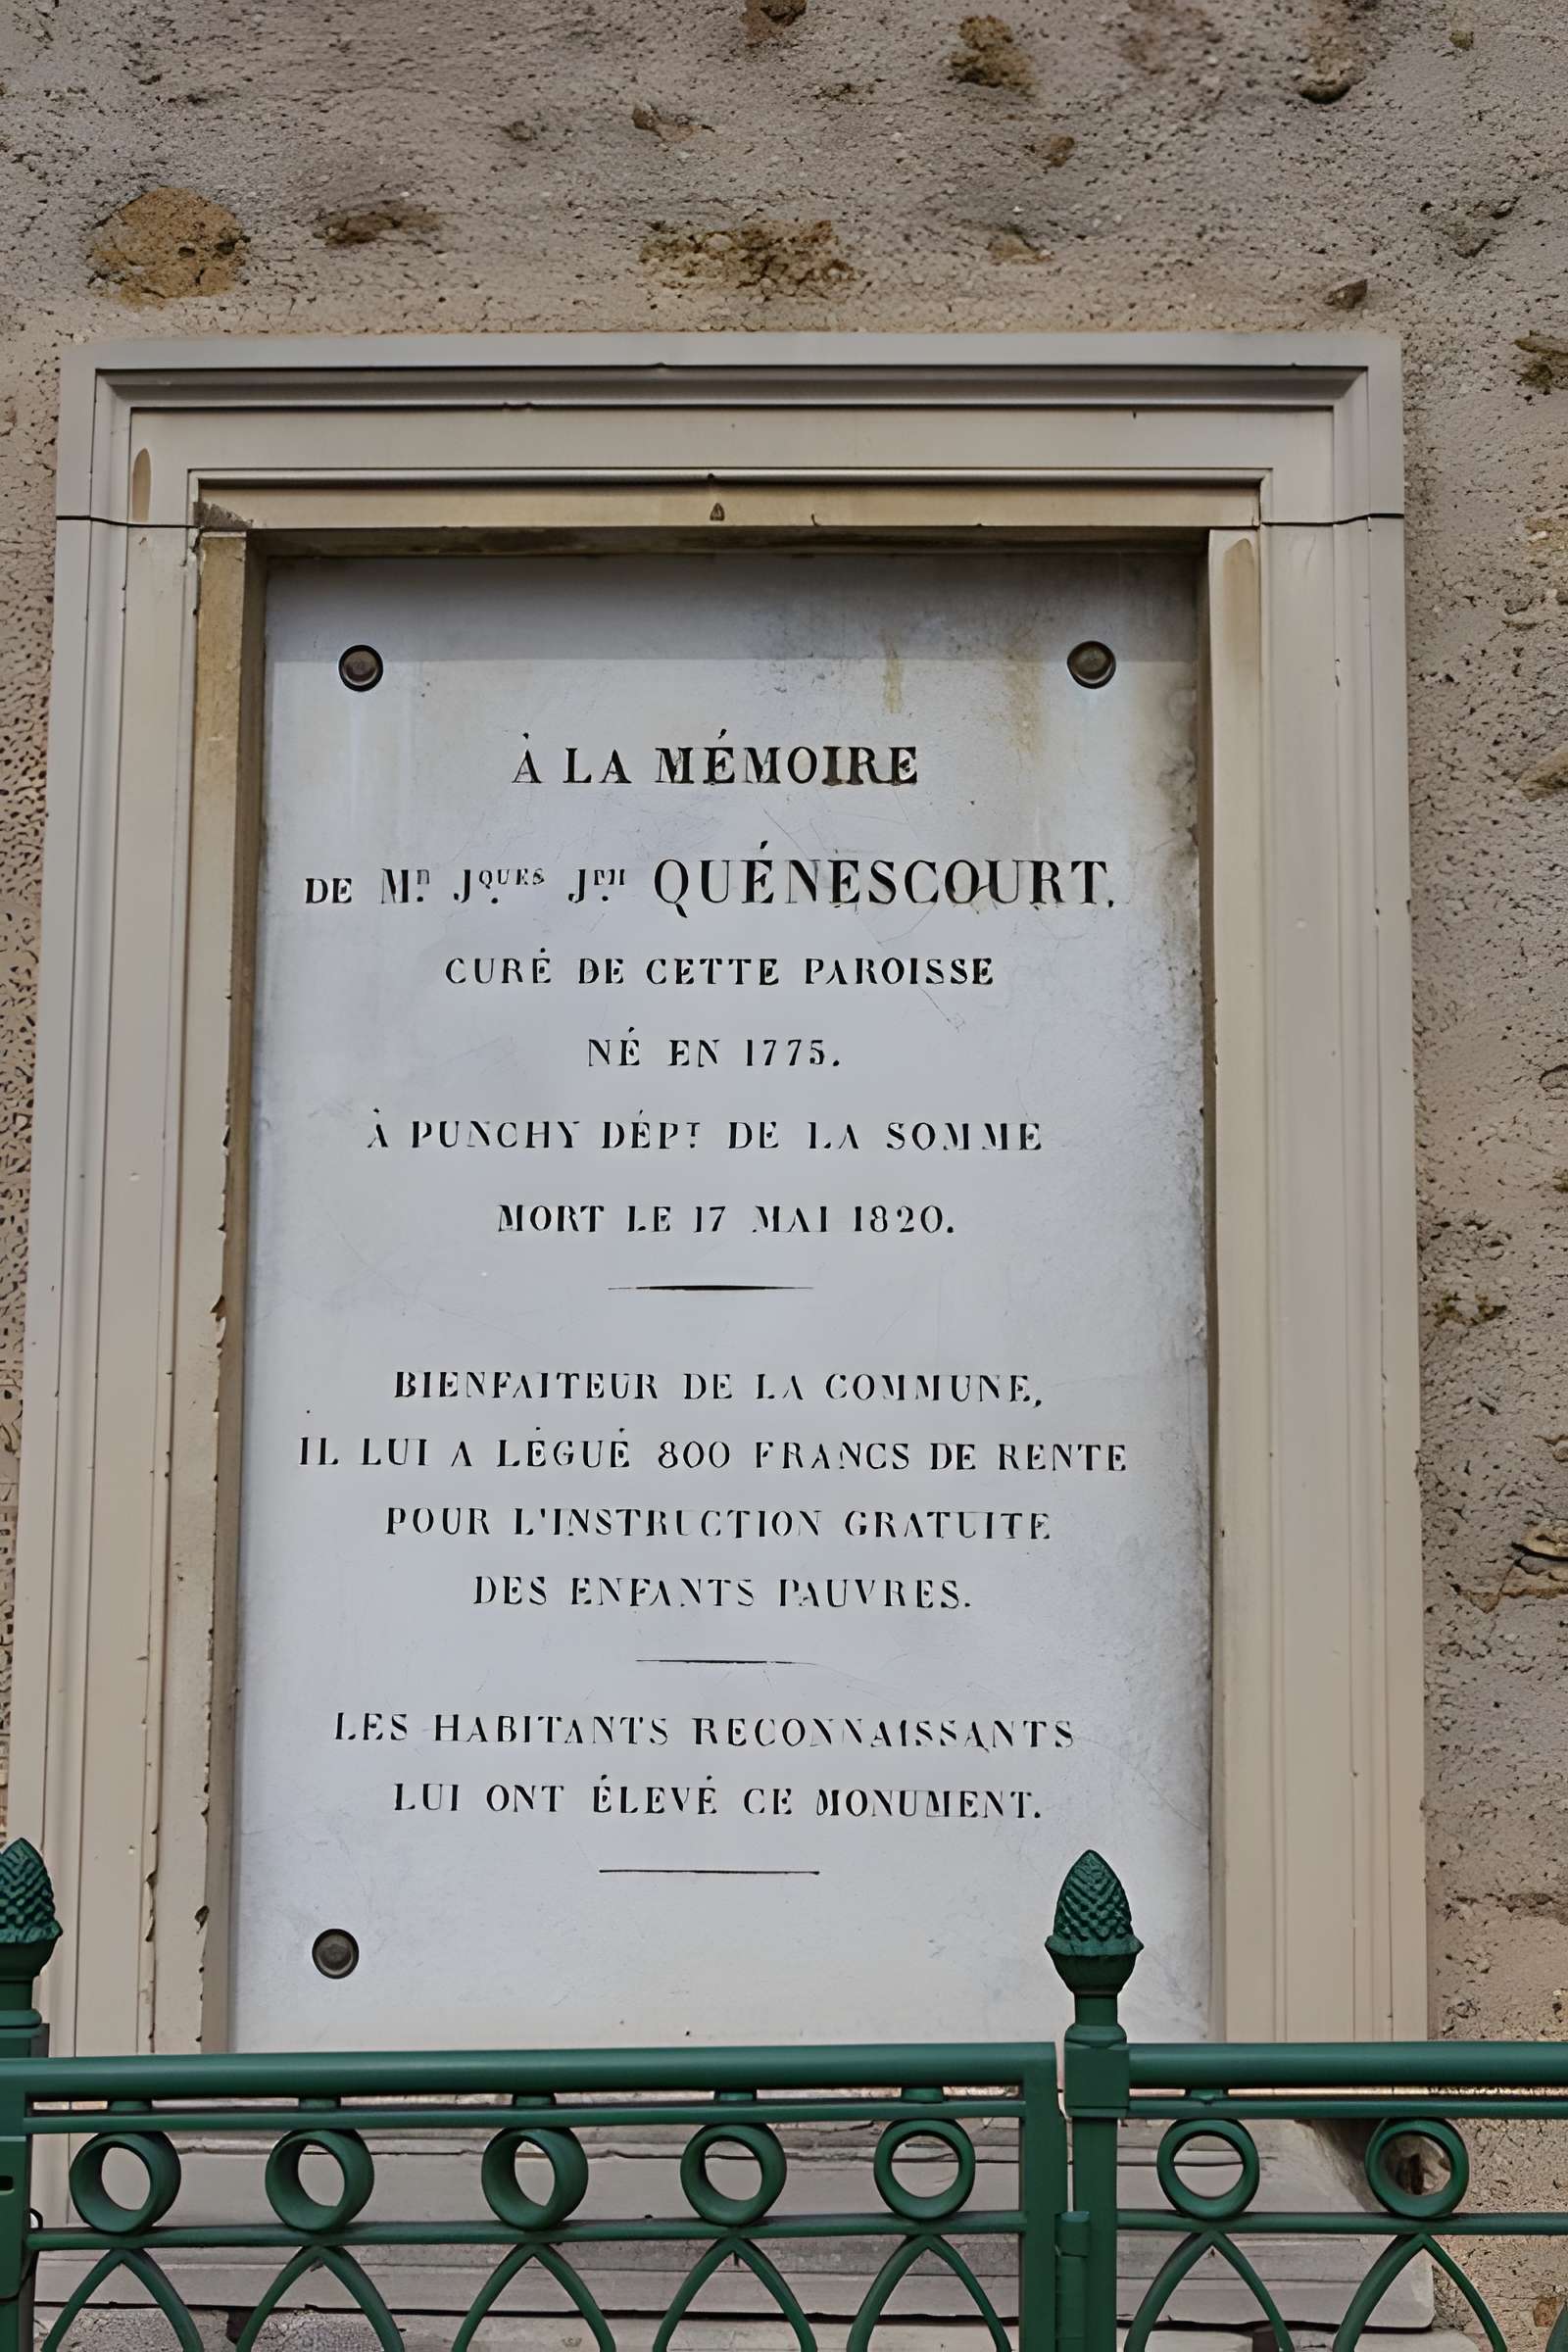 À LA MÉMOIRE
DE MR. JQUES. JPH. QUÉNESCOURT.
CURÉ DE CETTE PAROISSE
NÉ EN 1775.
À PUNCHY DÉPT. DE LA SOMME
MORT LE 17 MAI 1820.
BIENFAITEUR DE LA COMMUNE,
IL LUI A LÉGUÉ 800 FRANCS DE RENTE
POUR L'INSTRUCTION GRATUITE
DES ENFANTS PAUVRES.
LES HABITANTS RECONNAISSANTS
LUI ONT ÉLEVÉ CE MONUMENT.